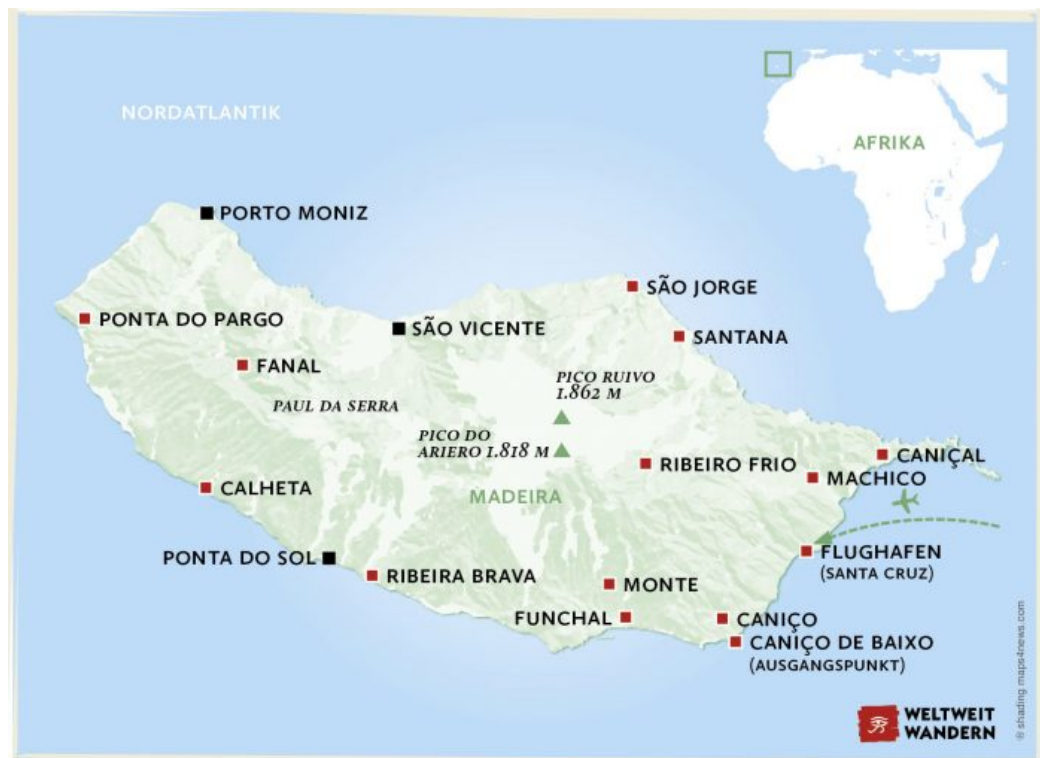 NORDATLANTIK
AFRIKA
PORTO MONIZ
SÃO JORGE
PONTA DO PARGO
SÃO VICENTE
SANTANA
FANAL
PICO RUIVO
1.862 M
PAUL DA SERRA
PICO DO
ARIERO 1.818 M
RIBEIRO FRIO
CANIÇAL
MACHICO
CALHETA
MADEIRA
PONTA DO SOL
FLUGHAFEN
(SANTA CRUZ)
RIBEIRA BRAVA
MONTE
FUNCHAL
CANIÇO
CANIÇO DE BAIXO
(AUSGANGSPUNKT)
WELTWEIT
WANDERN
® shading maps4news.com